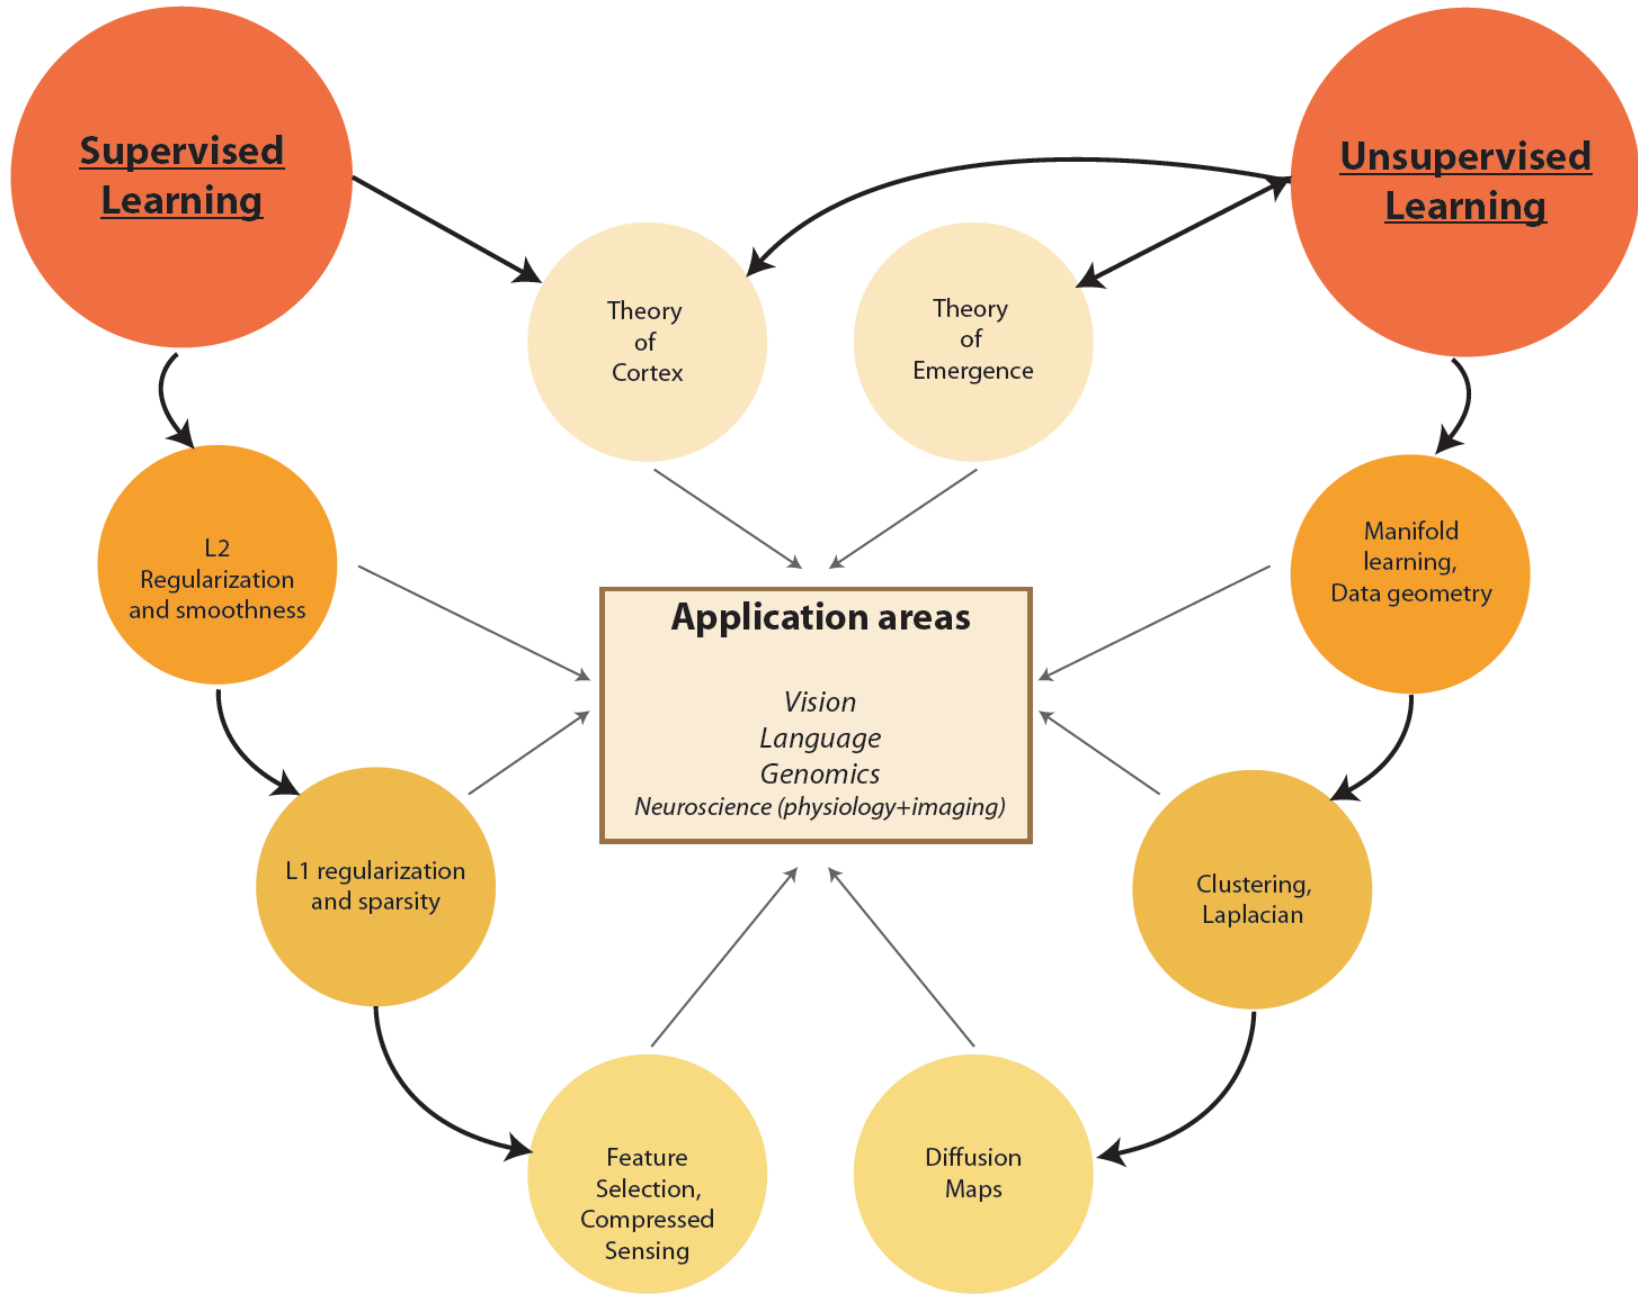 Supervised
Learning
Unsupervised
Learning
Theory
of
Cortex
Theory
of
Emergence
L2
Regularization
and smoothness
Manifold
learning,
Data geometry
Application areas
Vision
Language
Genomics
Neuroscience (physiology+imaging)
L1 regularization
and sparsity
Clustering,
Laplacian
Feature
Selection,
Compressed
Sensing
Diffusion
Maps